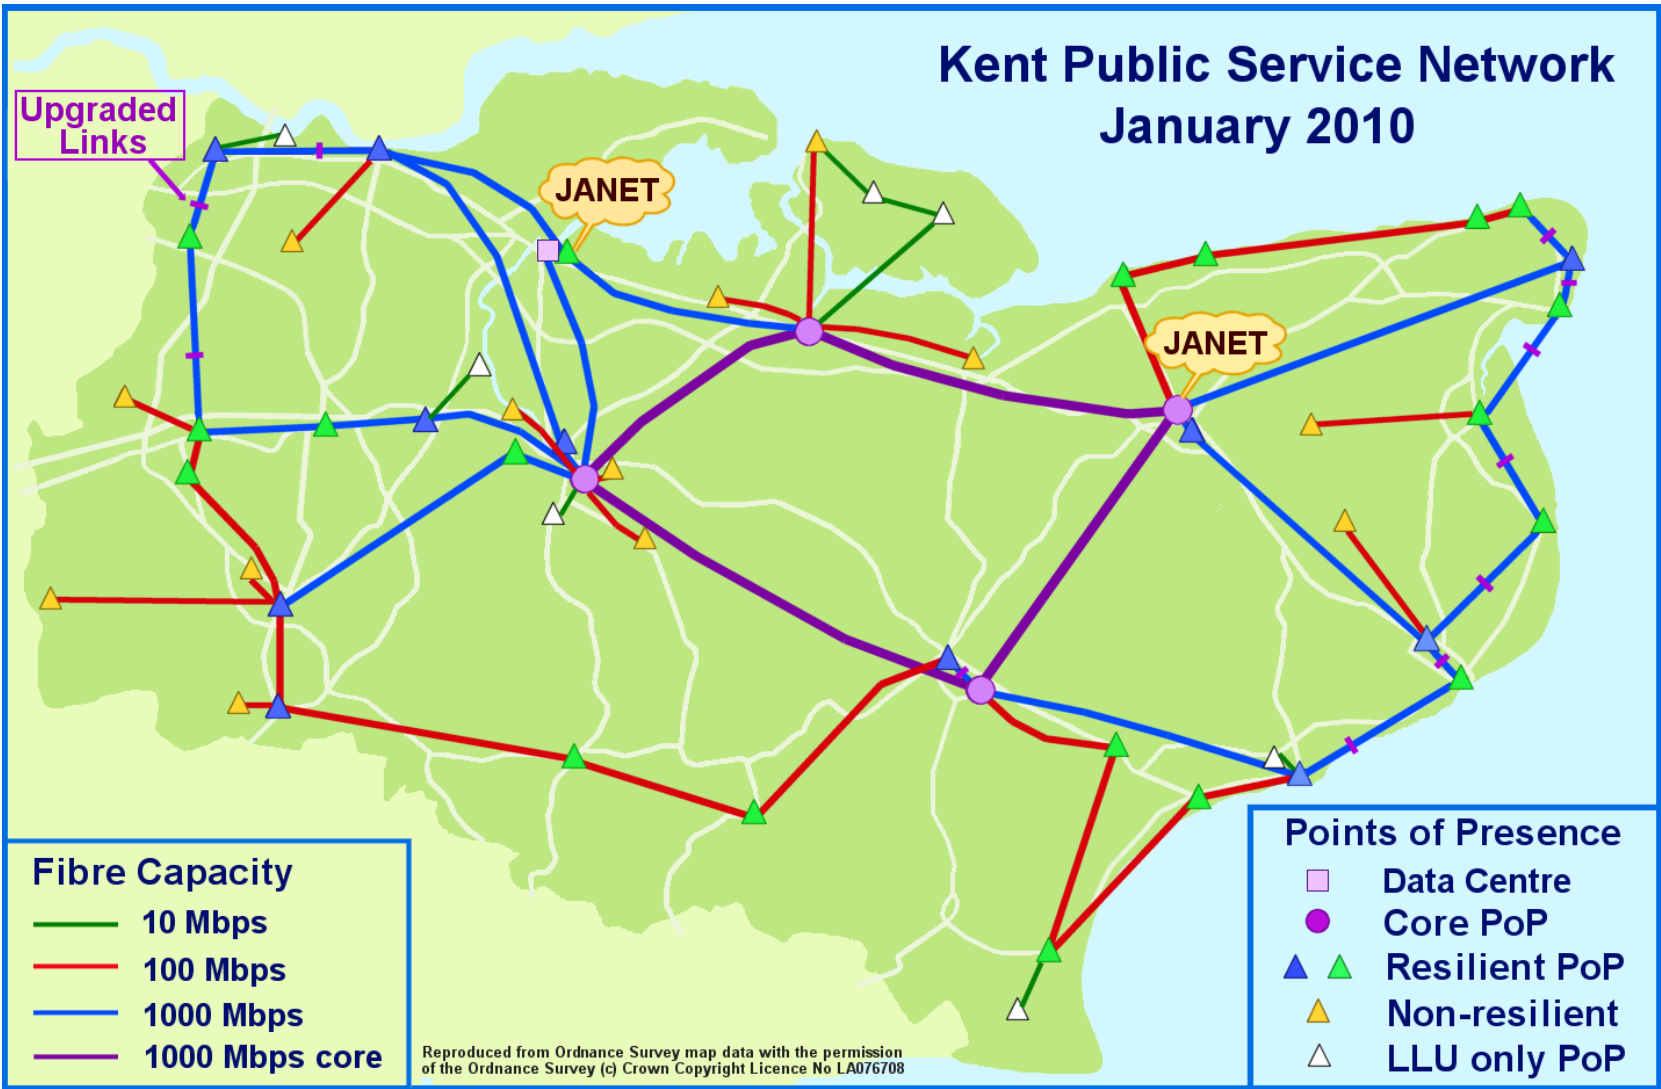 Kent Public Service Network
January 2010
Upgraded
Links
JANET
JANET
Fibre Capacity
10 Mbps
100 Mbps
1000 Mbps
1000 Mbps core
Reproduced from Ordnance Survey map data with the permission
of the Ordnance Survey (c) Crown Copyright Licence No LA076708
Points of Presence
Data Centre
Core PoP
Resilient PoP
Non-resilient
LLU only PoP